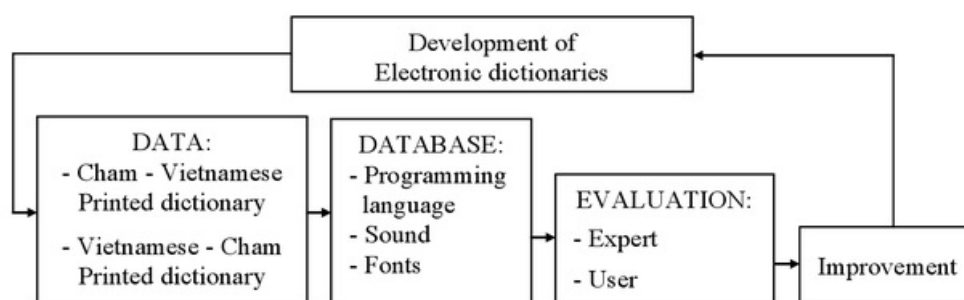 Development of
Electronic dictionaries
DATA:
- Cham - Vietnamese
Printed dictionary
- Vietnamese - Cham
Printed dictionary
DATABASE:
- Programming
language
- Sound
- Fonts
EVALUATION:
- Expert
- User
Improvement